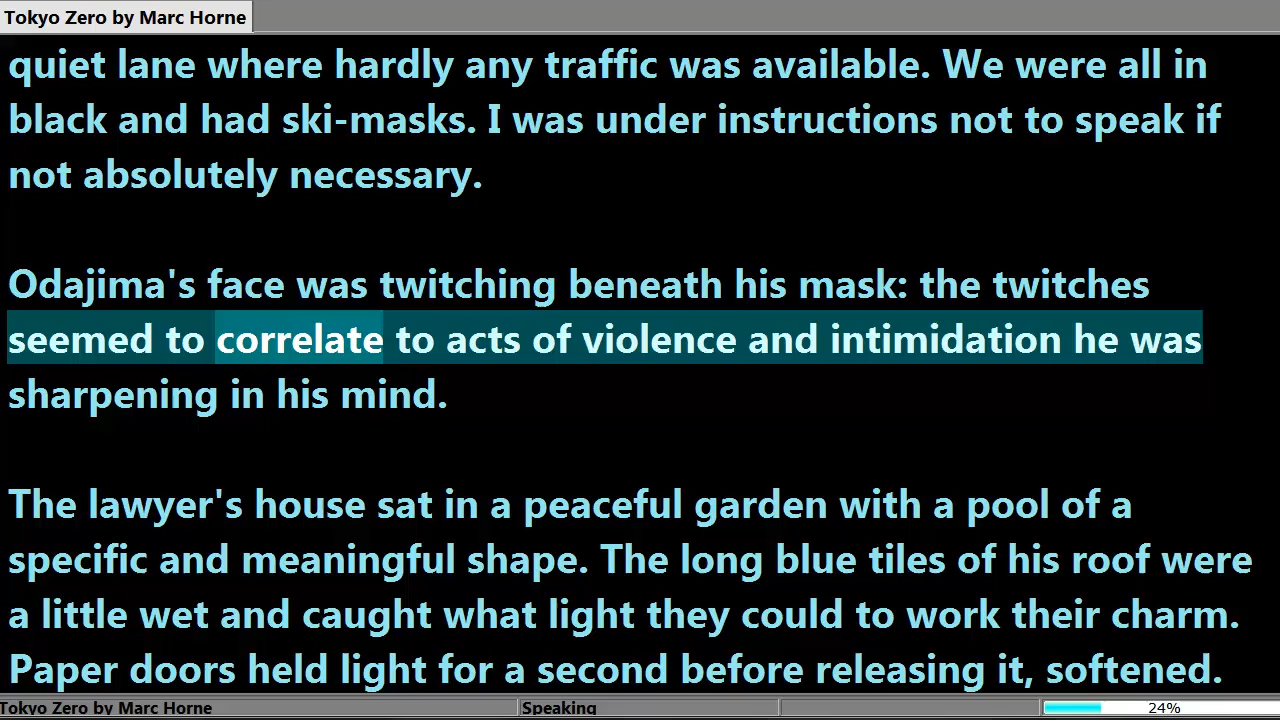 Tokyo Zero by Marc Horne
quiet lane where hardly any traffic was available. We were all in
black and had ski-masks. I was under instructions not to speak if
not absolutely necessary.
Odajima's face was twitching beneath his mask: the twitches
seemed to correlate to acts of violence and intimidation he was
sharpening in his mind.
The lawyer's house sat in a peaceful garden with a pool of a
specific and meaningful shape. The long blue tiles of his roof were
a little wet and caught what light they could to work their charm.
Paper doors held light for a second before releasing it, softened.
Tokyo Zero by Marc Horne
Speaking
24%